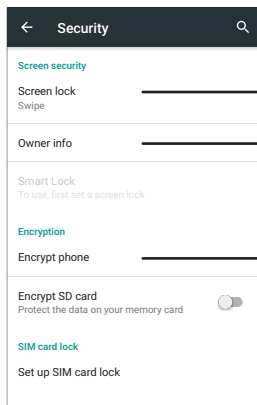 Security
Screen security
Screen lock
Swipe
Owner info
Smart Lock
To use, first set a screen lock
Encryption
Encrypt phone
Encrypt SD card
Protect the data on your memory card
SIM card lock
Set up SIM card lock